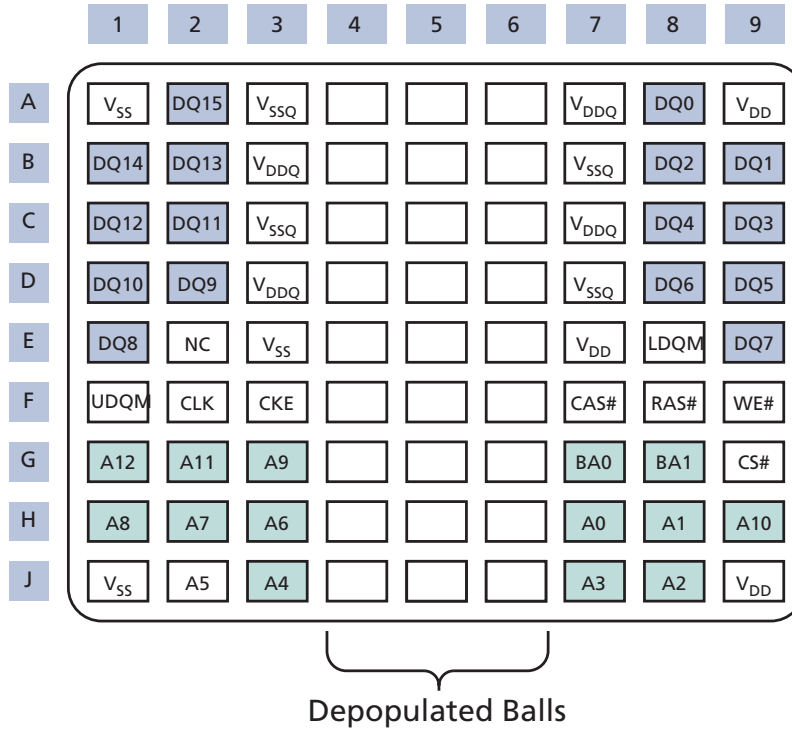 1 2 3 4 5 6 7 8 9
A VSS DQ15 VSSQ VDDQ DQ0 VDD
B DQ14 DQ13 VDDQ VSSQ DQ2 DQ1
C DQ12 DQ11 VSSQ VDDQ DQ4 DQ3
D DQ10 DQ9 VDDQ VSSQ DQ6 DQ5
E DQ8 NC VSS VDD LDQM DQ7
F UDQM CLK CKE CAS# RAS# WE#
G A12 A11 A9 BA0 BA1 CS#
H A8 A7 A6 A0 A1 A10
J VSS A5 A4 A3 A2 VDD
Depopulated Balls